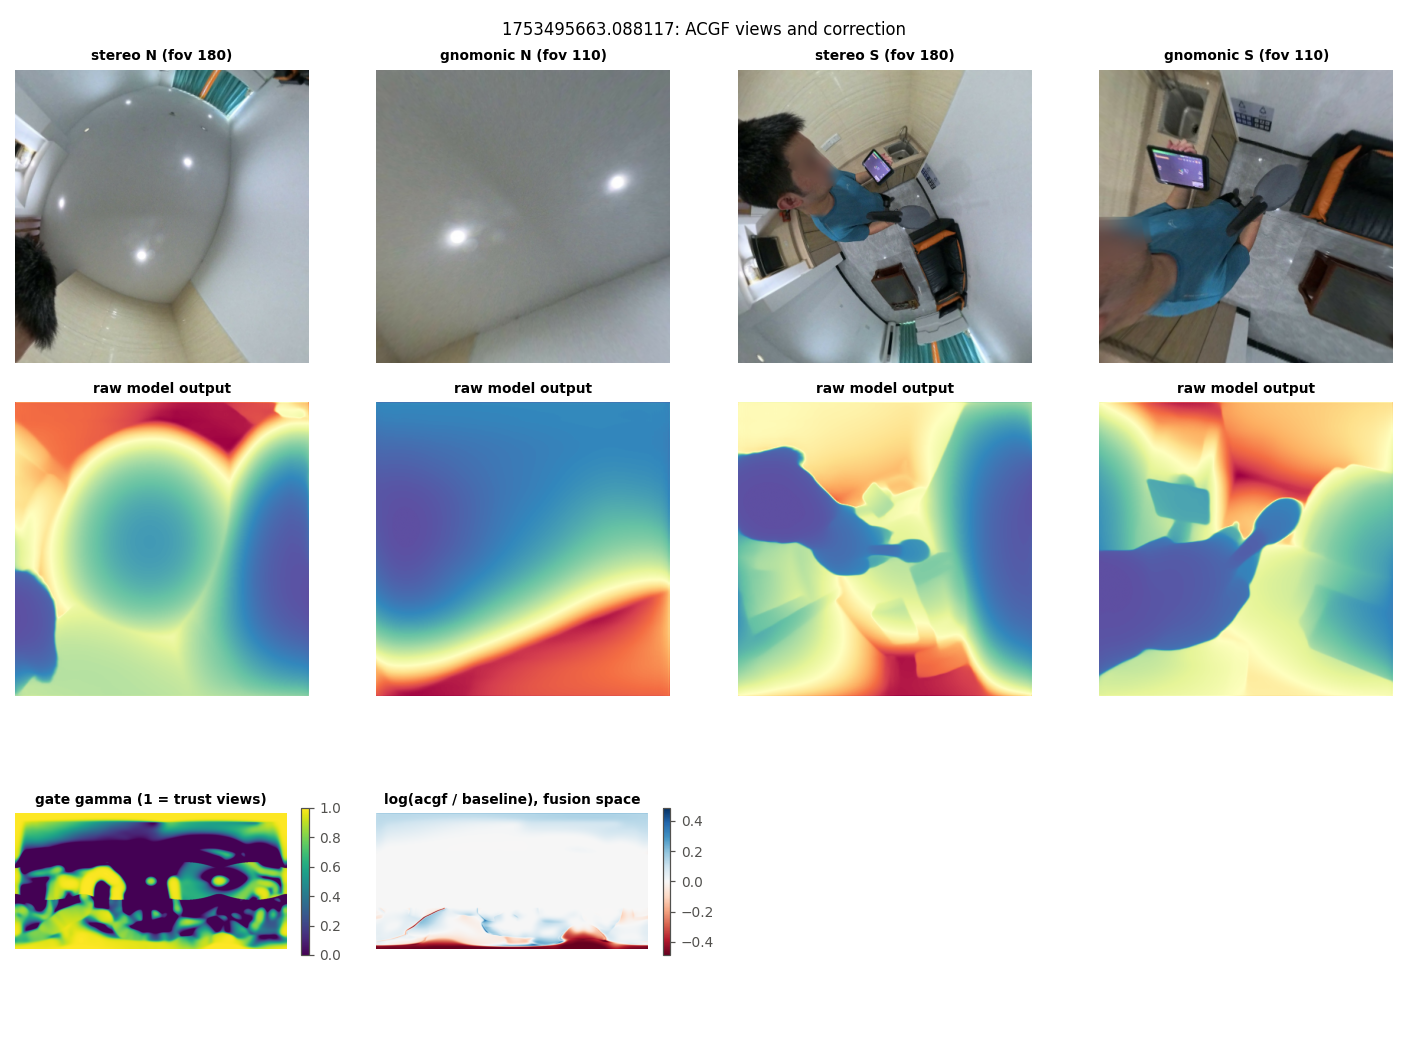 1753495663.088117: ACGF views and correction
stereo N (fov 180)
gnomonic N (fov 110)
stereo S (fov 180)
gnomonic S (fov 110)
raw model output
raw model output
raw model output
raw model output
gate gamma (1 = trust views)
1.0
0.8
0.6
0.4
0.2
0.0
log(acgf / baseline), fusion space
0.4
0.2
0.0
−0.2
−0.4